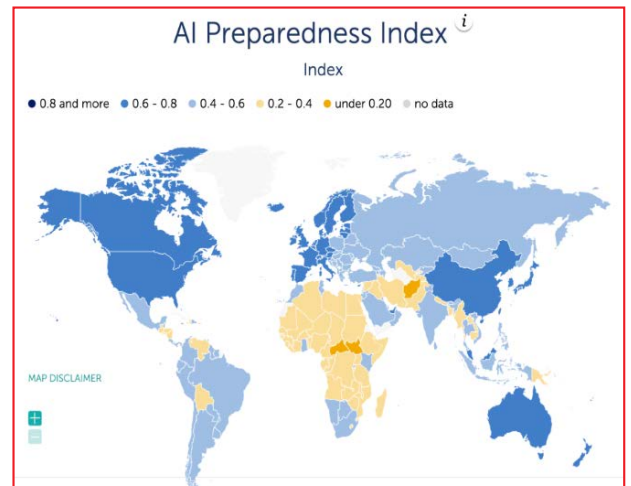 AI Preparedness Index i
Index
0.8 and more 0.6 - 0.8 0.4 - 0.6 0.2 - 0.4 under 0.20 no data
MAP DISCLAIMER
+
−